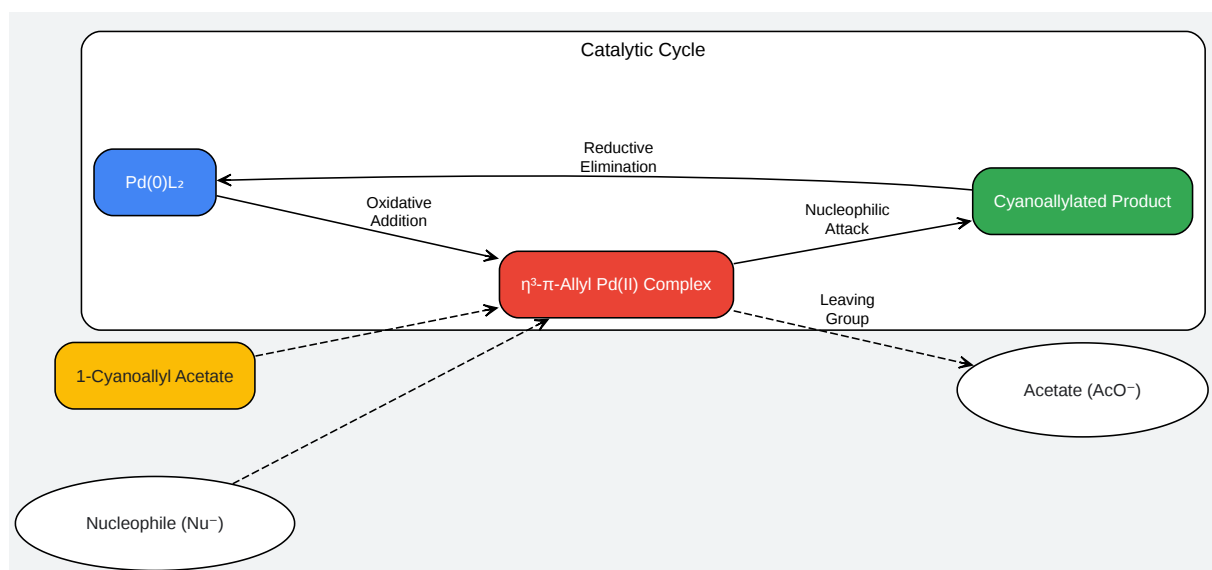 Catalytic Cycle
Reductive
Elimination
Pd(0)L₂
Oxidative
Addition
Nucleophilic
Attack
Cyanoallylated Product
η³-π-Allyl Pd(II) Complex
Leaving
Group
1-Cyanoallyl Acetate
Acetate (AcO⁻)
Nucleophile (Nu⁻)